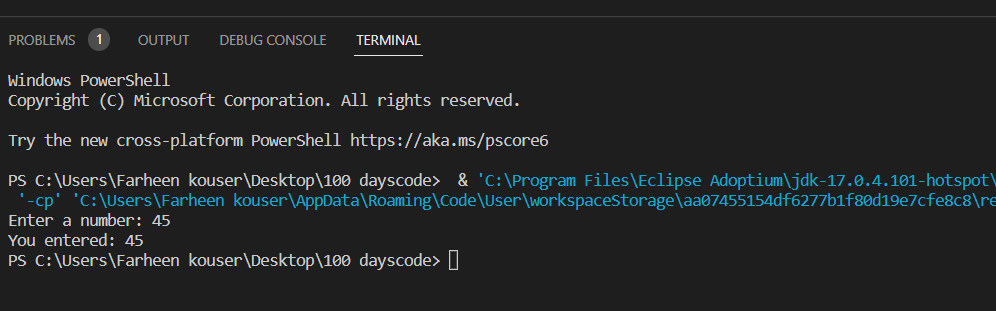 PROBLEMS 1 OUTPUT DEBUG CONSOLE TERMINAL
Windows PowerShell
Copyright (C) Microsoft Corporation. All rights reserved.
Try the new cross-platform PowerShell https://aka.ms/pscore6
PS C:\Users\Farheen kouser\Desktop\100 dayscode>  & 'C:\Program Files\Eclipse Adoptium\jdk-17.0.4.101-hotspot\
'-cp' 'C:\Users\Farheen kouser\AppData\Roaming\Code\User\workspaceStorage\aa07455154df6277b1f80d19e7cfe8c8\re
Enter a number: 45
You entered: 45
PS C:\Users\Farheen kouser\Desktop\100 dayscode>